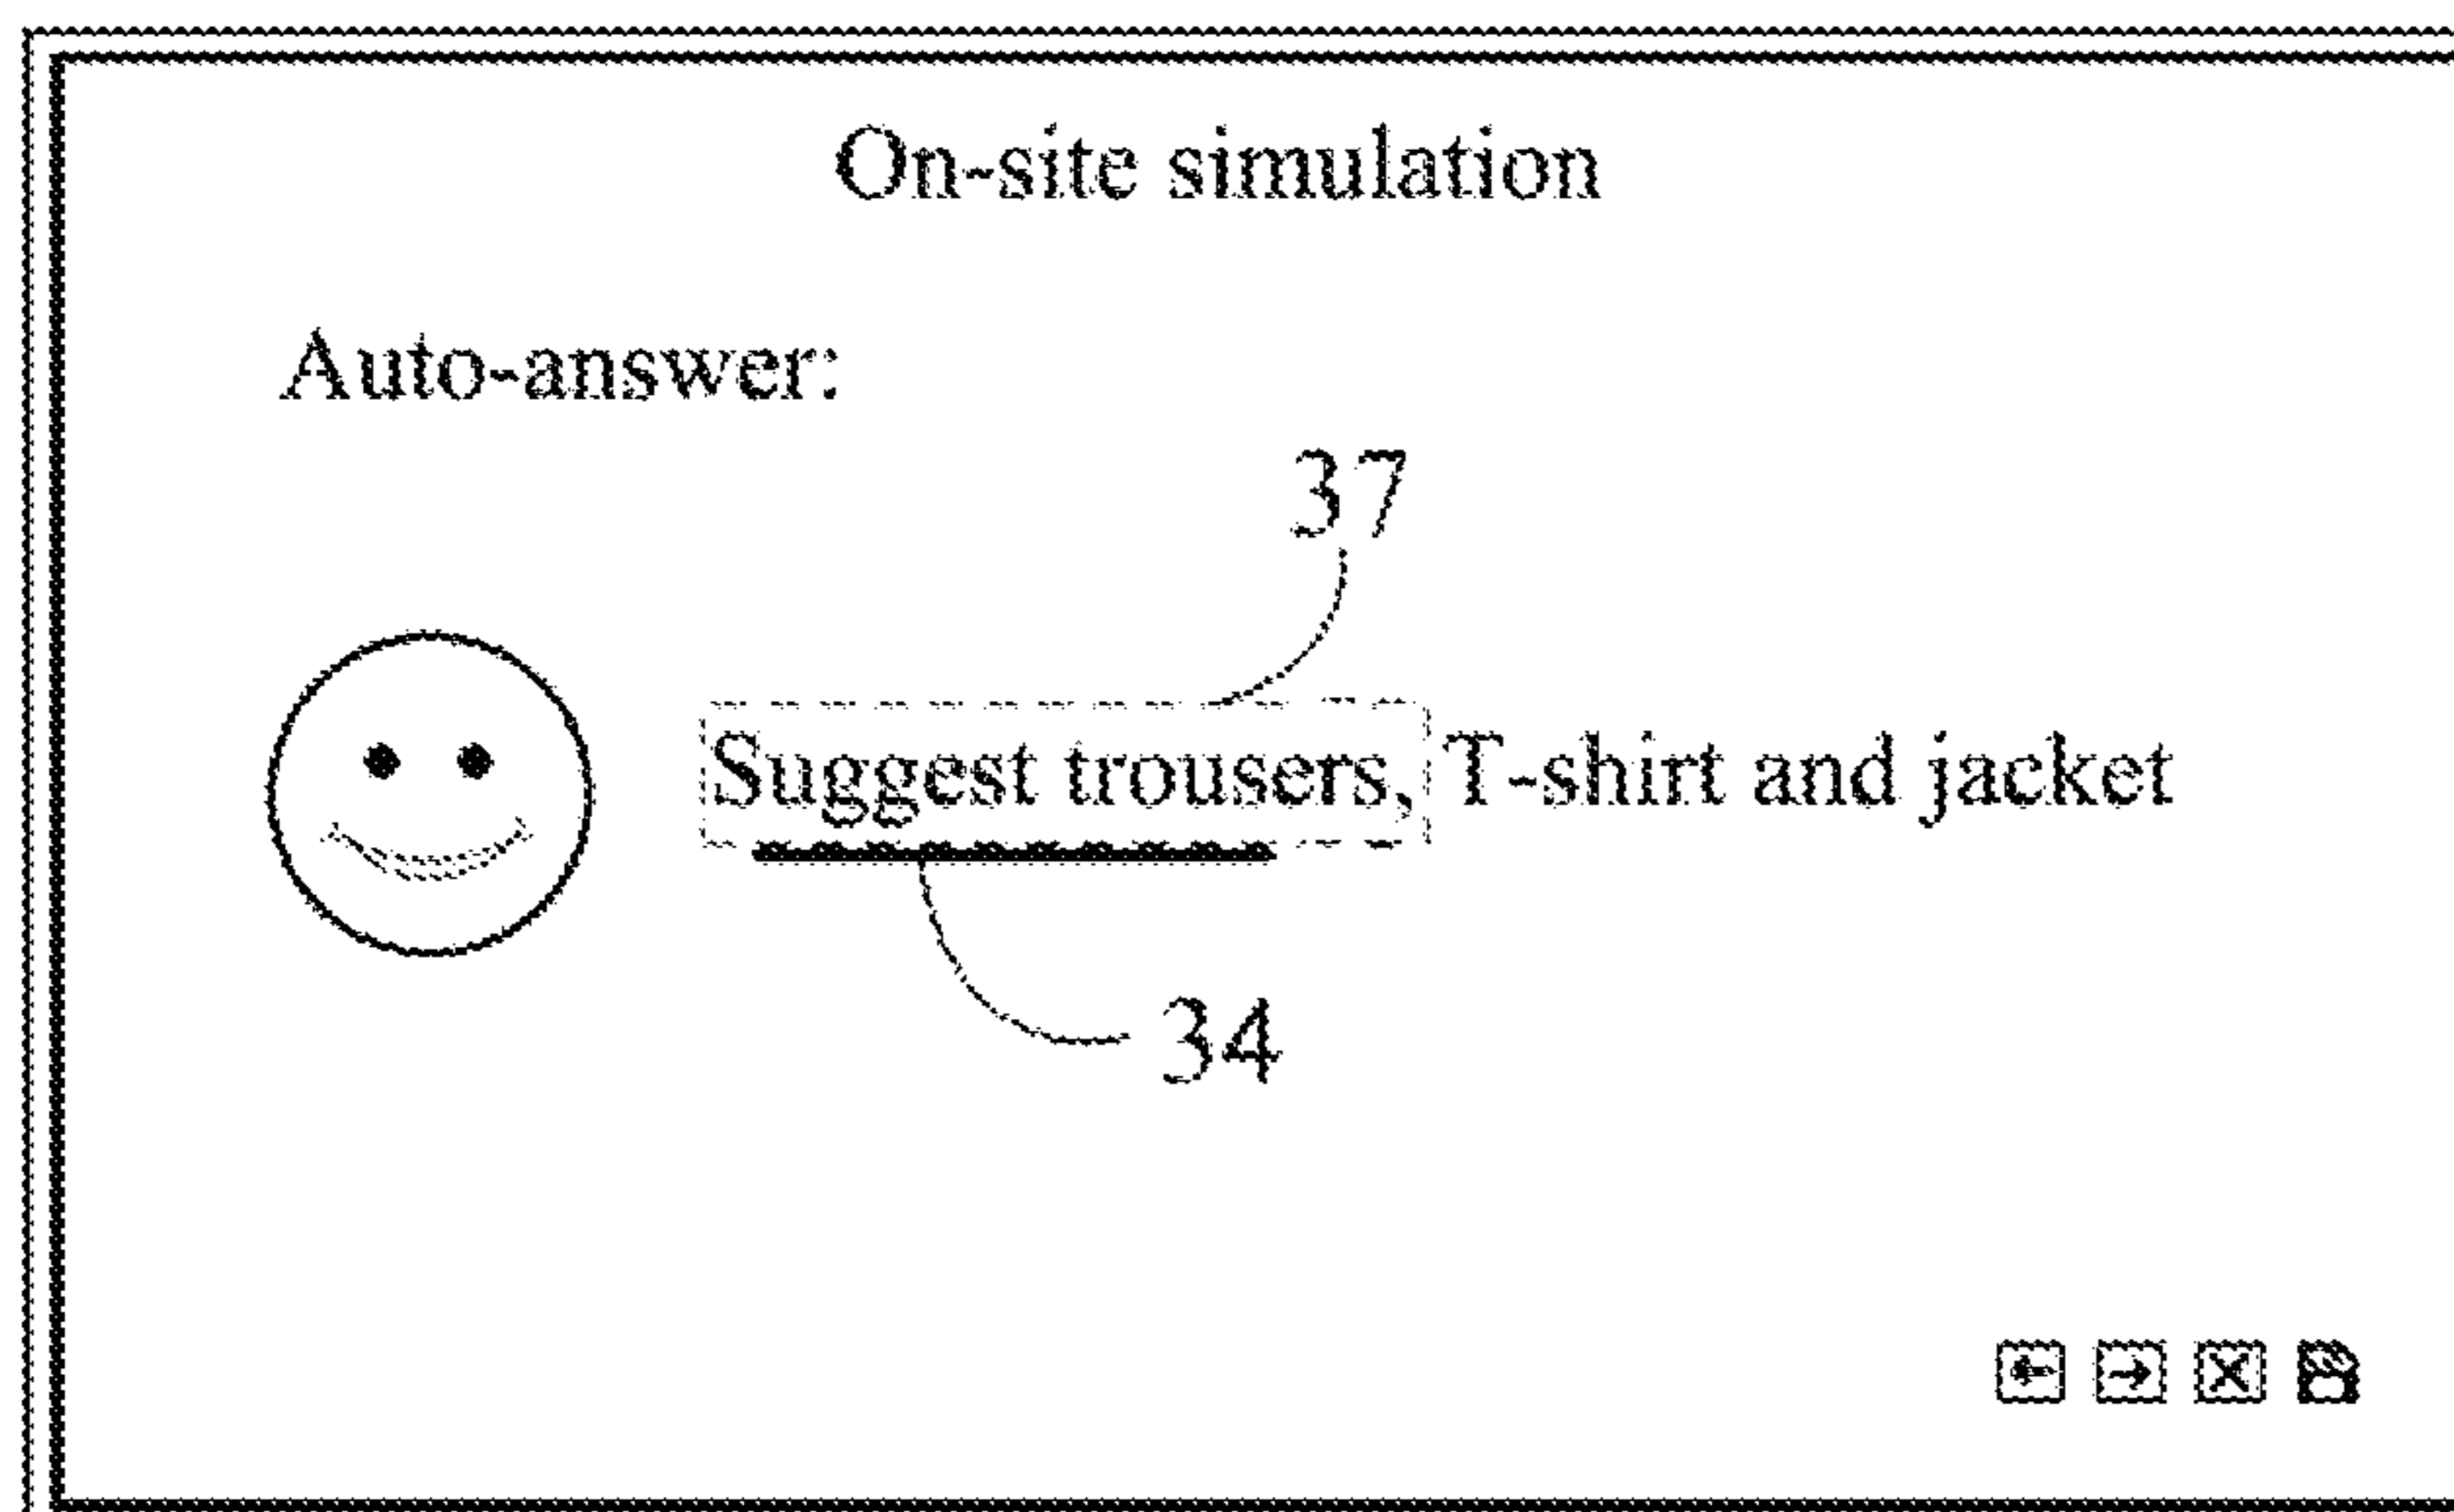 On-site simulation
Auto-answer:
37
Suggest trousers, T-shirt and jacket
34